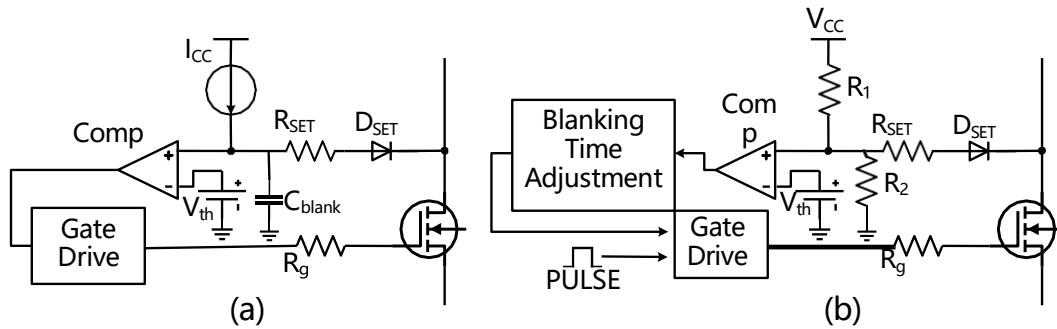 I_CC
Comp
R_SET
D_SET
+
-
V_th
+
-
C_blank
Gate
Drive
R_g
(a)
V_CC
R_1
Com
p
Blanking
Time
Adjustment
R_SET
D_SET
+
-
V_th
+
-
R_2
Gate
Drive
R_g
PULSE
(b)